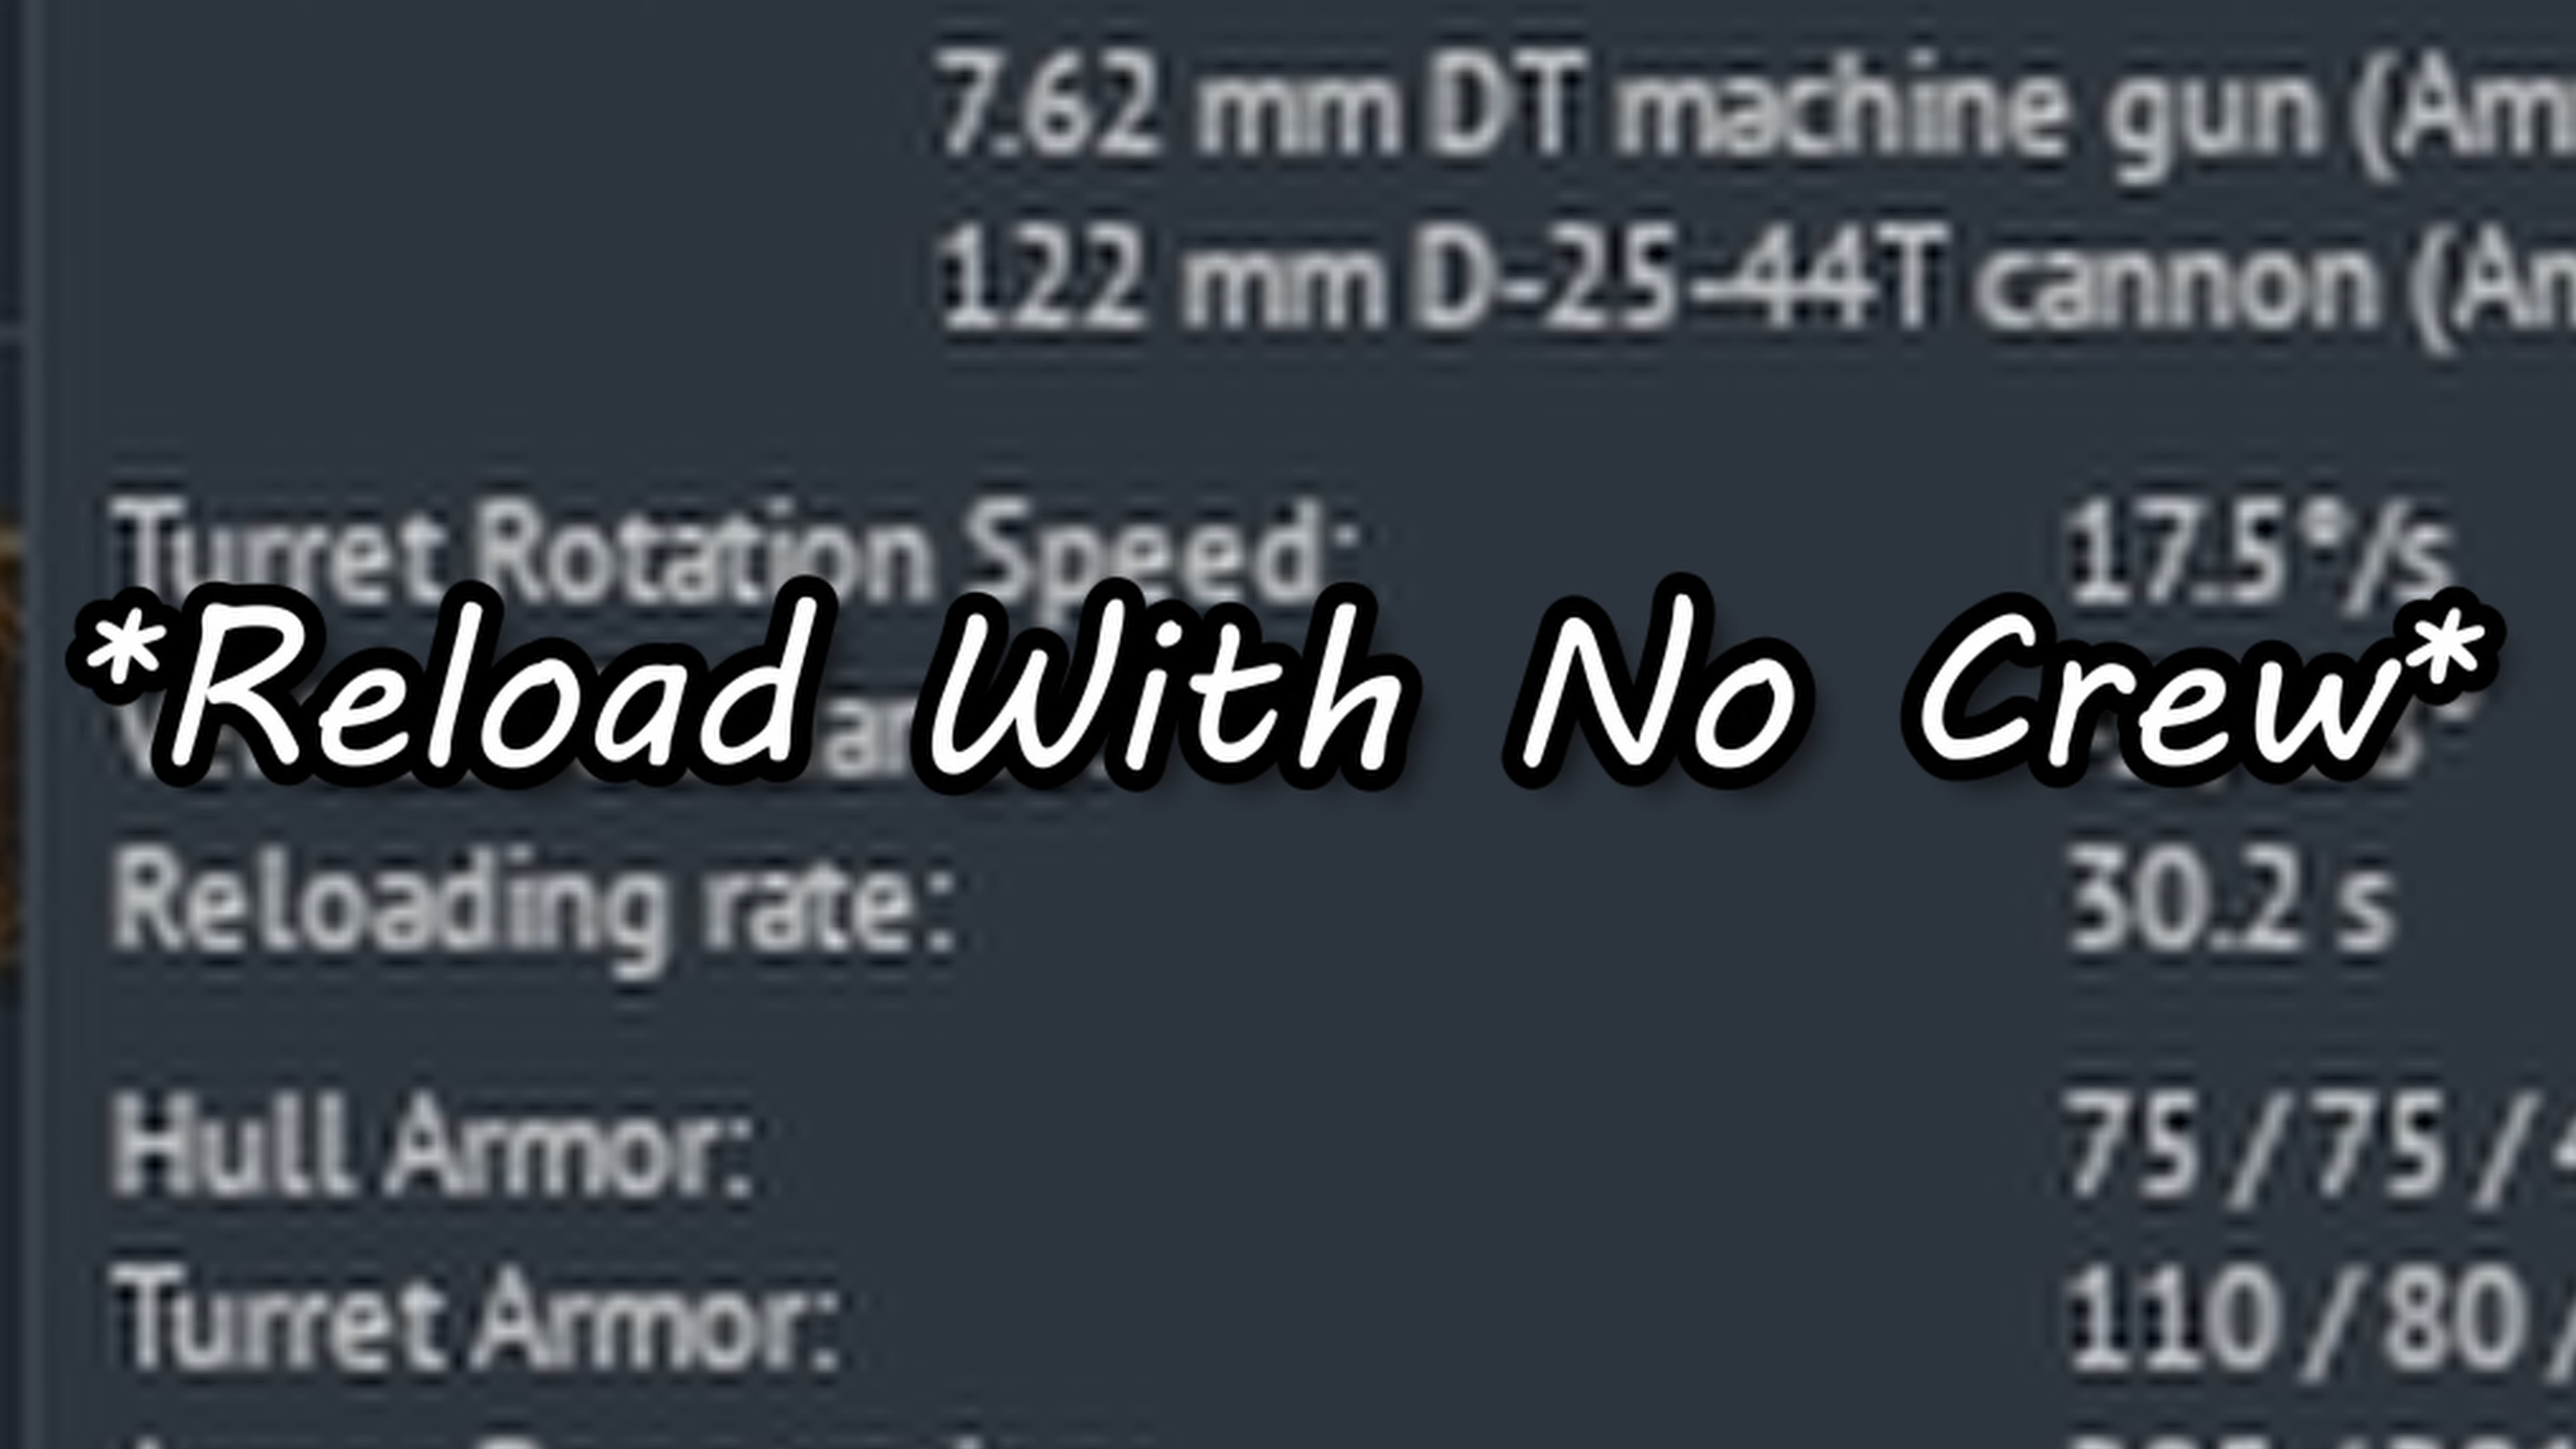 7.62 mm DT machine gun (Am
122 mm D-25-44T cannon (Am
Turret Rotation Speed: 17.5°/s
*Reload With No Crew*
Reloading rate: 30.2 s
Hull Armor: 75 / 75 /
Turret Armor: 110 / 80 /